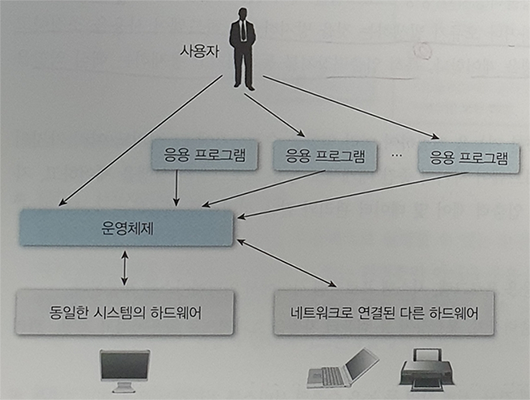 사용자
응용 프로그램
응용 프로그램
...
응용 프로그램
운영체제
동일한 시스템의 하드웨어
네트워크로 연결된 다른 하드웨어